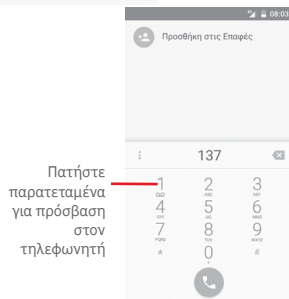 08:03
Προσθήκη στις Επαφές
137
Πατήστε
παρατεταμένα
για πρόσβαση
στον
τηλεφωνητή
1 2 3
ABC DEF
4 5 6
GHI JKL MNO
7 8 9
PQRS TUV WXYZ
* 0 #
+